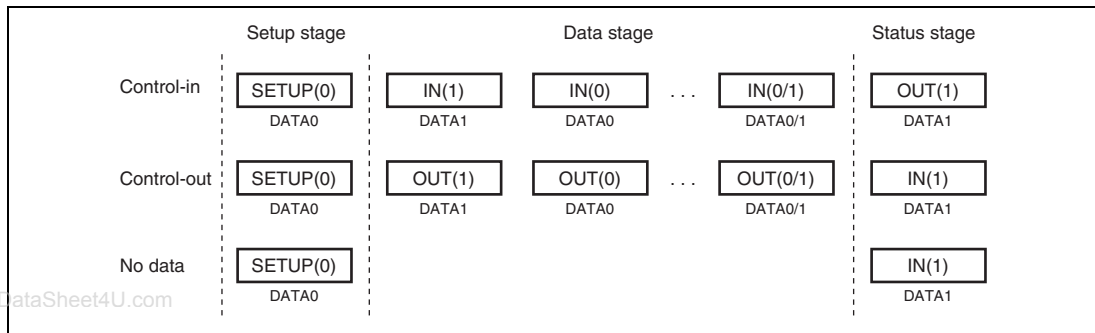 Setup stage Data stage Status stage
Control-in SETUP(0) IN(1) IN(0) . . . IN(0/1) OUT(1)
DATA0 DATA1 DATA0 DATA0/1 DATA1
Control-out SETUP(0) OUT(1) OUT(0) . . . OUT(0/1) IN(1)
DATA0 DATA1 DATA0 DATA0/1 DATA1
No data SETUP(0) IN(1)
DATA0 DATA1
DataSheet4U.com